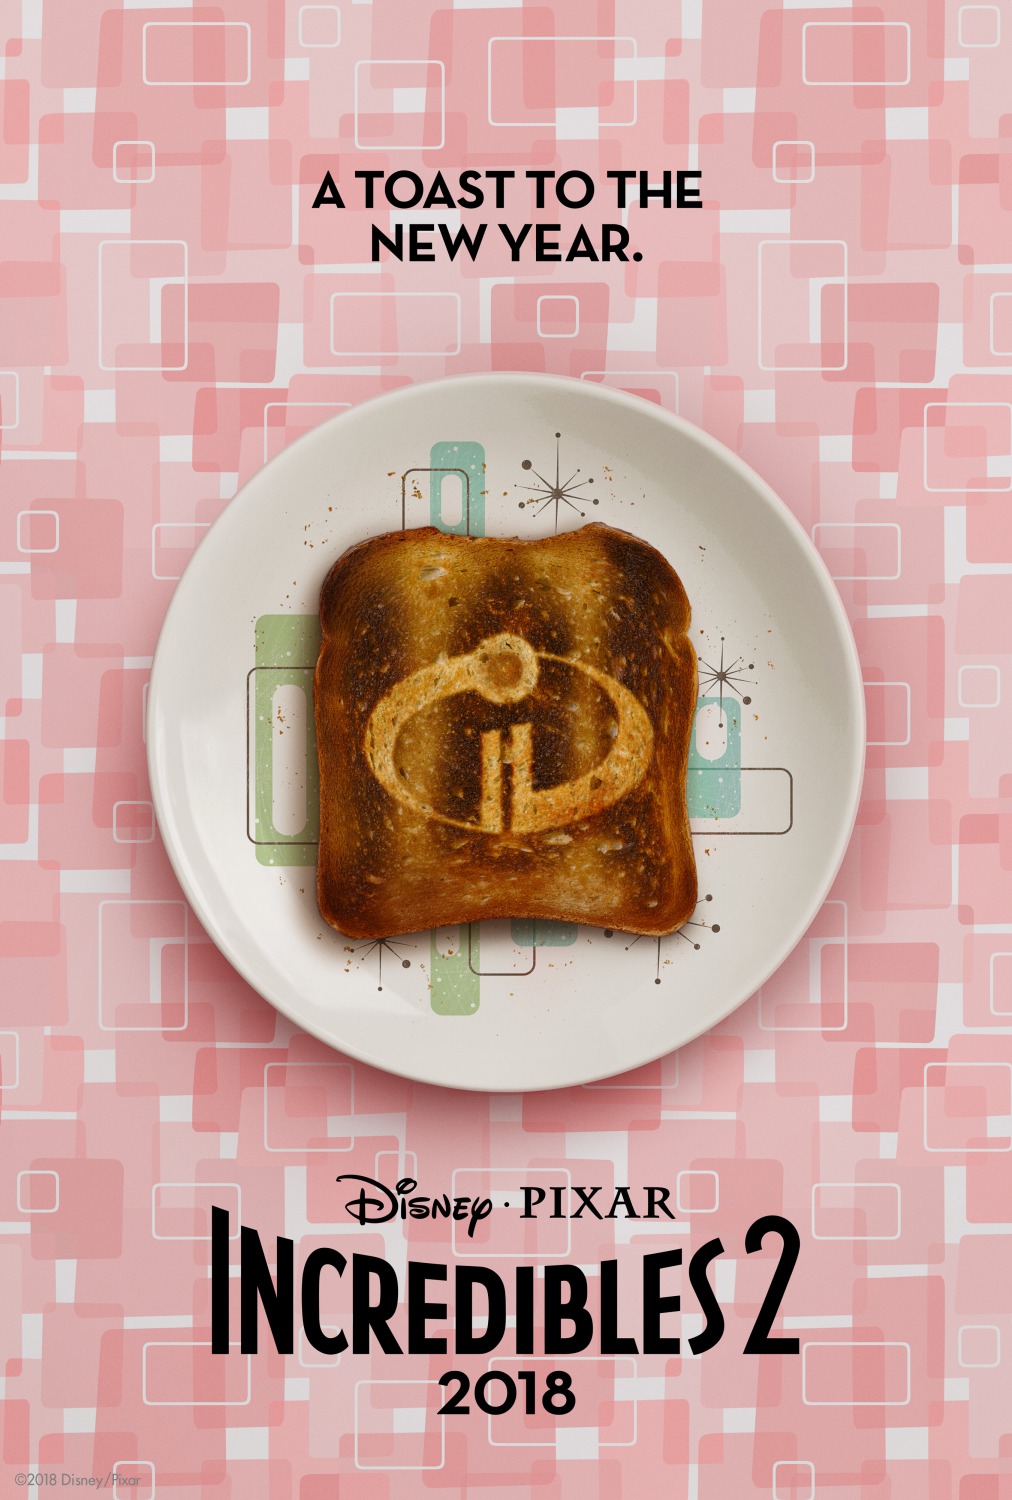 A TOAST TO THE
NEW YEAR.
DISNEY · PIXAR
INCREDIBLES 2
2018
©2018 Disney/Pixar